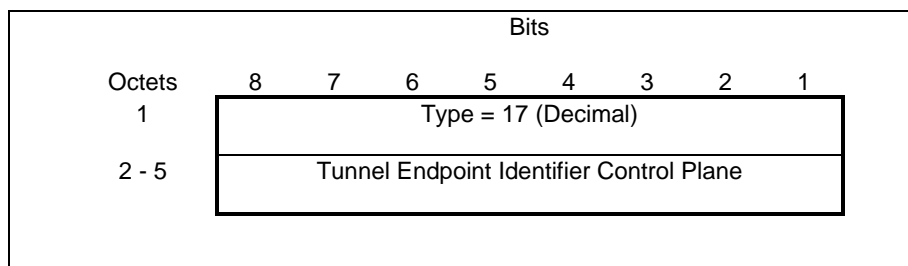 Bits
Octets 8 7 6 5 4 3 2 1
1 Type = 17 (Decimal)
2 - 5 Tunnel Endpoint Identifier Control Plane